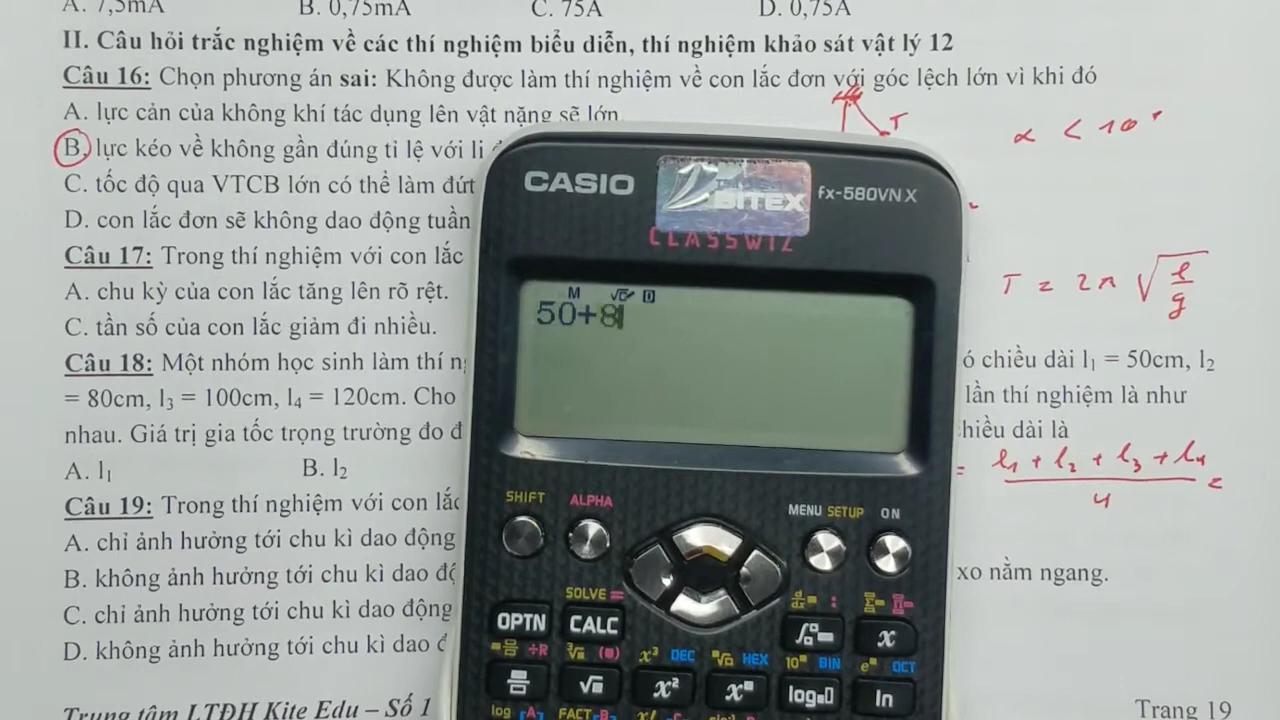 A. 7,5mA B. 0,75mA C. 75A D. 0,75A
II. Câu hỏi trắc nghiệm về các thí nghiệm biểu diễn, thí nghiệm khảo sát vật lý 12
Câu 16: Chọn phương án sai: Không được làm thí nghiệm về con lắc đơn với góc lệch lớn vì khi đó
A. lực cản của không khí tác dụng lên vật nặng sẽ lớn.
T
α < 10°
B. lực kéo về không gần đúng tỉ lệ với li
C. tốc độ qua VTCB lớn có thể làm đứt
D. con lắc đơn sẽ không dao động tuần
Câu 17: Trong thí nghiệm với con lắc
A. chu kỳ của con lắc tăng lên rõ rệt.
T = 2π √l/g
C. tần số của con lắc giảm đi nhiều.
Câu 18: Một nhóm học sinh làm thí ó chiều dài l₁ = 50cm, l₂
= 80cm, l₃ = 100cm, l₄ = 120cm. Cho lần thí nghiệm là như
nhau. Giá trị gia tốc trọng trường đo hiều dài là
A. l₁ B. l₂
= l₁ + l₂ + l₃ + l₄ / 4 =
Câu 19: Trong thí nghiệm với con lắc
A. chỉ ảnh hưởng tới chu kì dao động
B. không ảnh hưởng tới chu kì dao xo nằm ngang.
C. chỉ ảnh hưởng tới chu kì dao động
D. không ảnh hưởng tới chu kì dao
Trung tâm LTĐH Kite Edu – Số 1 Trang 19
CASIO
BITEX
fx-580VN X
CLASSWIZ
M √ D
50+8
SHIFT ALPHA MENU SETUP ON
SOLVE = d/dx : Σ Π
OPTN CALC ∫ x
÷R ∛ x³ DEC √ HEX 10 BIN e OCT
√ x² x log ln
log A FACT B